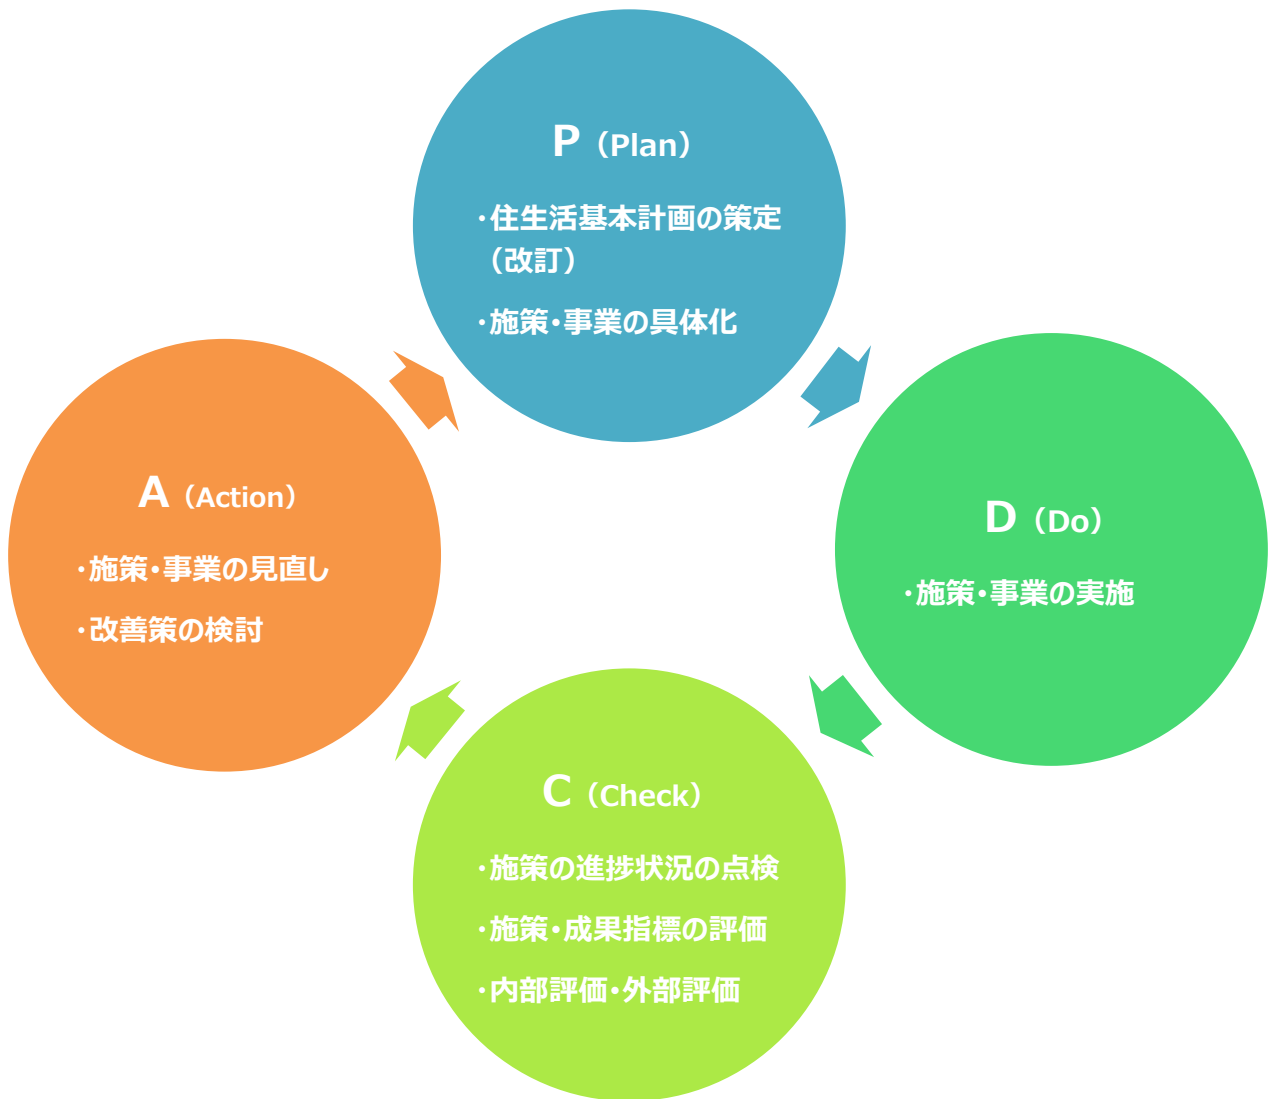 P（Plan）
・住生活基本計画の策定
（改訂）
・施策・事業の具体化
D（Do）
・施策・事業の実施
C（Check）
・施策の進捗状況の点検
・施策・成果指標の評価
・内部評価・外部評価
A（Action）
・施策・事業の見直し
・改善策の検討